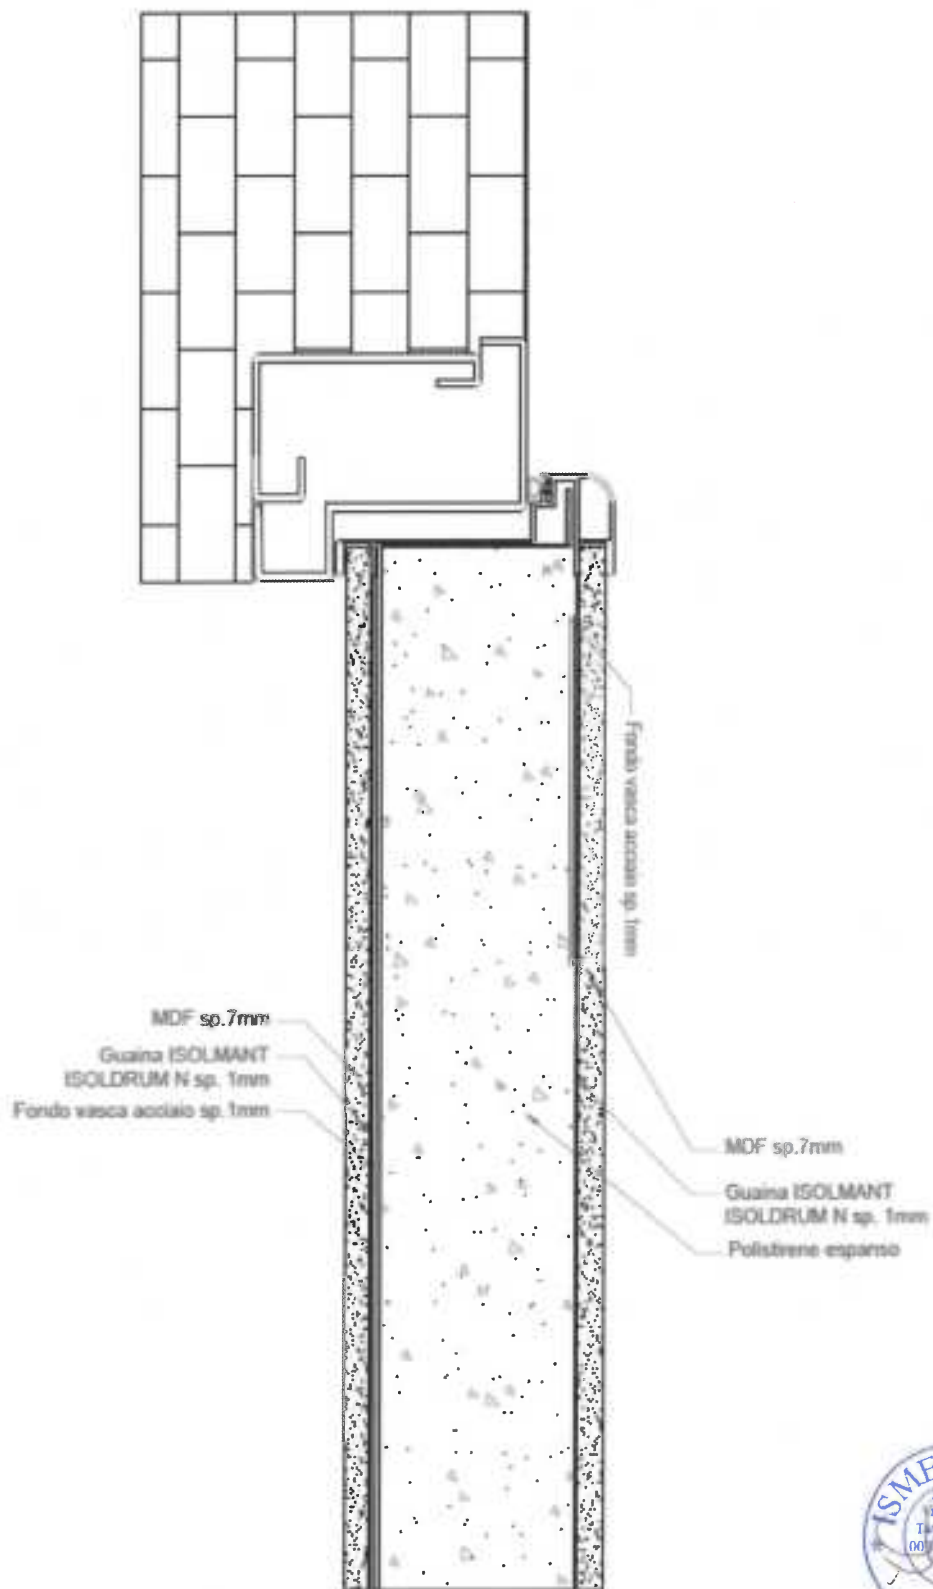 Fondo vasca acciaio sp. 1mm
MDF sp.7mm
Guaina ISOLMANT
ISOLDRUM N sp. 1mm
Fondo vasca acciaio sp.1mm
MDF sp.7mm
Guaina ISOLMANT
ISOLDRUM N sp. 1mm
Polistirene espanso
ISME